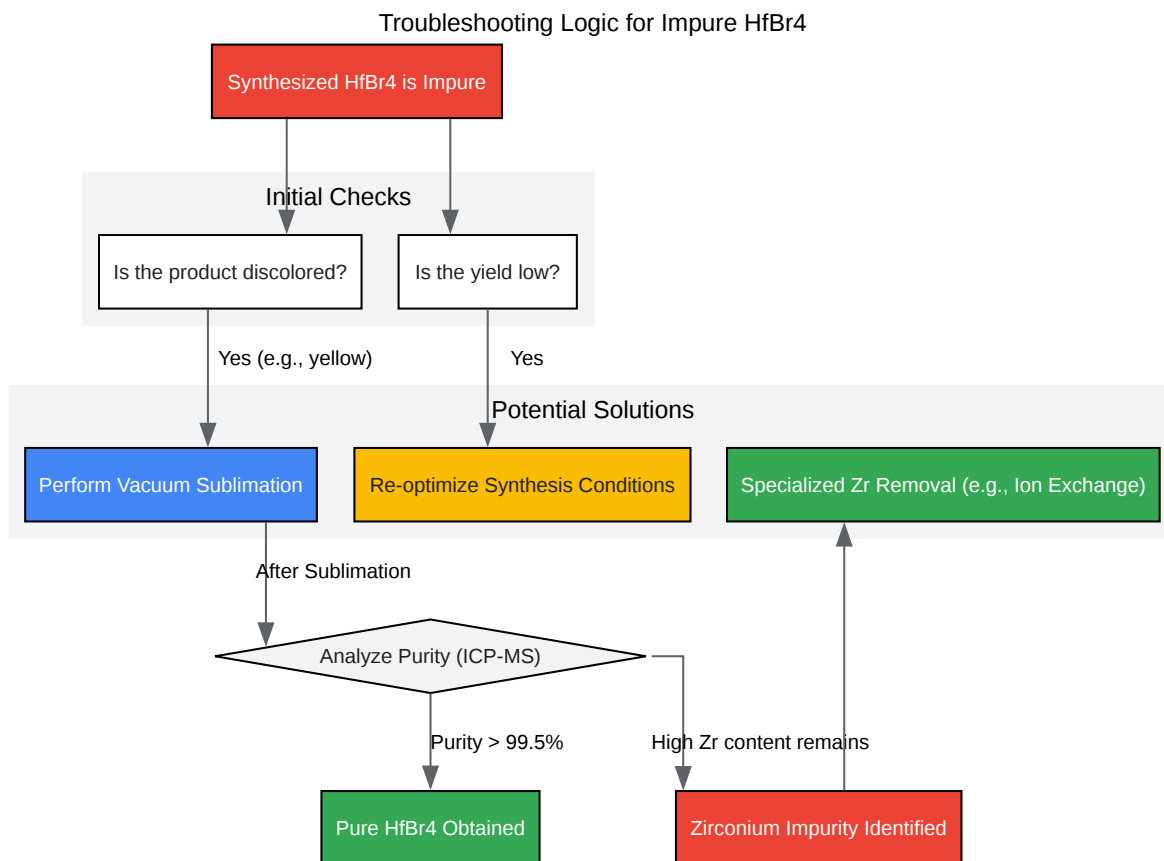 Troubleshooting Logic for Impure HfBr4
Synthesized HfBr4 is Impure
Initial Checks
Is the product discolored?
Is the yield low?
Yes (e.g., yellow)
Yes
Potential Solutions
Perform Vacuum Sublimation
Re-optimize Synthesis Conditions
Specialized Zr Removal (e.g., Ion Exchange)
After Sublimation
Analyze Purity (ICP-MS)
Purity > 99.5%
High Zr content remains
Pure HfBr4 Obtained
Zirconium Impurity Identified